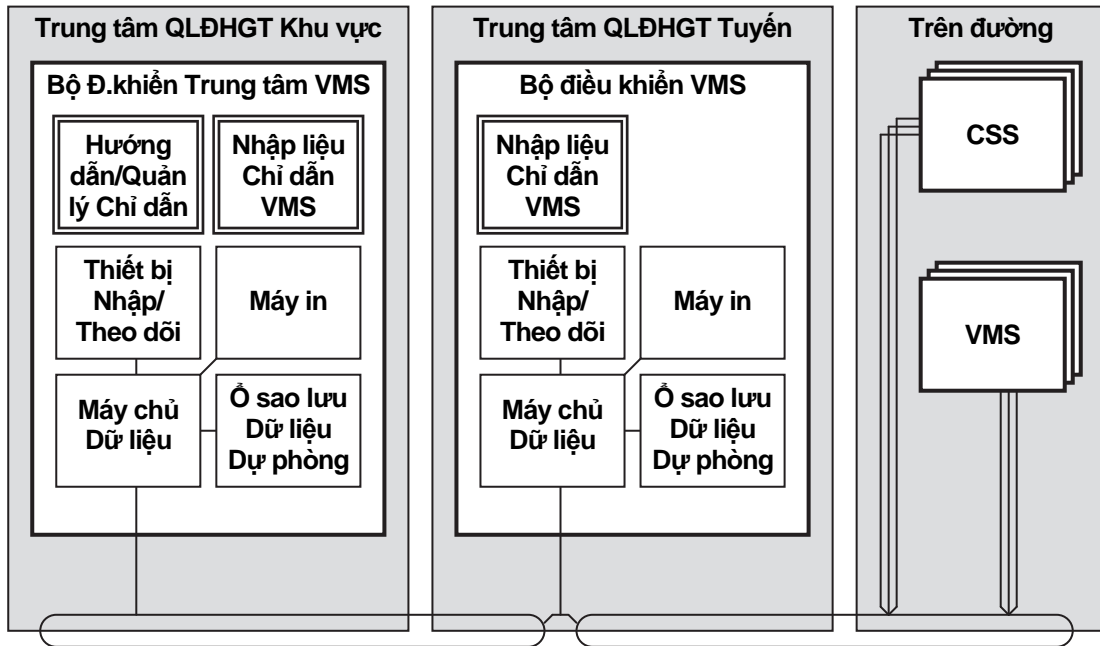 Trung tâm QLĐHGT Khu vực
Bộ Đ.khiển Trung tâm VMS
Hướng
dẫn/Quản
lý Chỉ dẫn
Nhập liệu
Chỉ dẫn
VMS
Thiết bị
Nhập/
Theo dõi
Máy in
Máy chủ
Dữ liệu
Ổ sao lưu
Dữ liệu
Dự phòng
Trung tâm QLĐHGT Tuyến
Bộ điều khiển VMS
Nhập liệu
Chỉ dẫn
VMS
Thiết bị
Nhập/
Theo dõi
Máy in
Máy chủ
Dữ liệu
Ổ sao lưu
Dữ liệu
Dự phòng
Trên đường
CSS
VMS